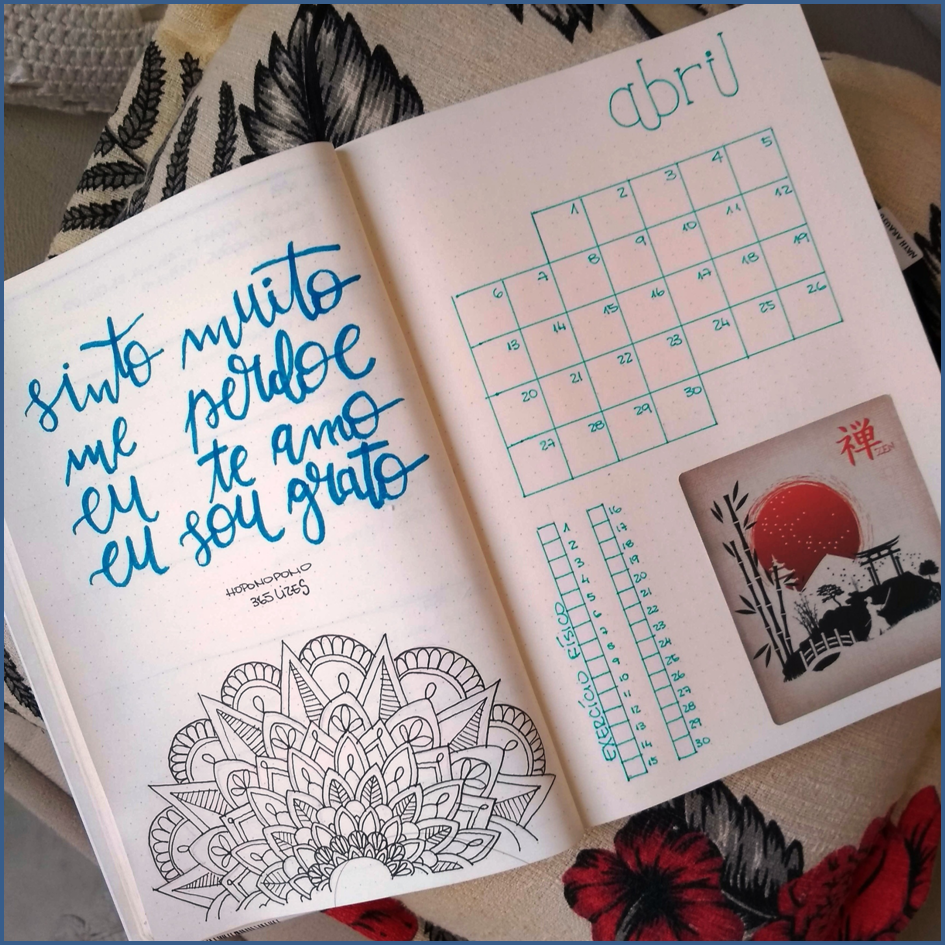 sinto muito
me perdoe
eu te amo
eu sou grato
HOPONOPONO
365 LIZES
abril
1 2 3 4 5
6 7 8 9 10 11 12
13 14 15 16 17 18 19
20 21 22 23 24 25 26
27 28 29 30
EXERCÍCIO FÍSICO
1 16
2 17
3 18
4 19
5 20
6 21
7 22
8 23
9 24
10 25
11 26
12 27
13 28
14 29
15 30
禅
ZEN